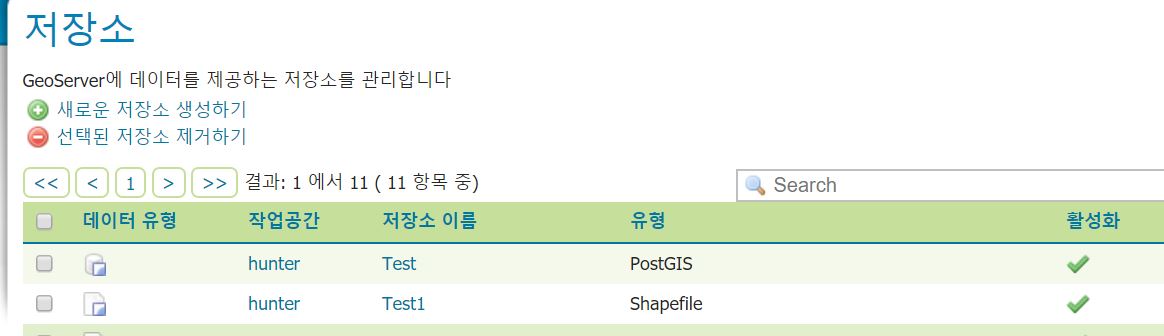 저장소
GeoServer에 데이터를 제공하는 저장소를 관리합니다
새로운 저장소 생성하기
선택된 저장소 제거하기
<< < 1 > >> 결과: 1 에서 11 ( 11 항목 중) Search
데이터 유형 작업공간 저장소 이름 유형 활성화
hunter Test PostGIS
hunter Test1 Shapefile